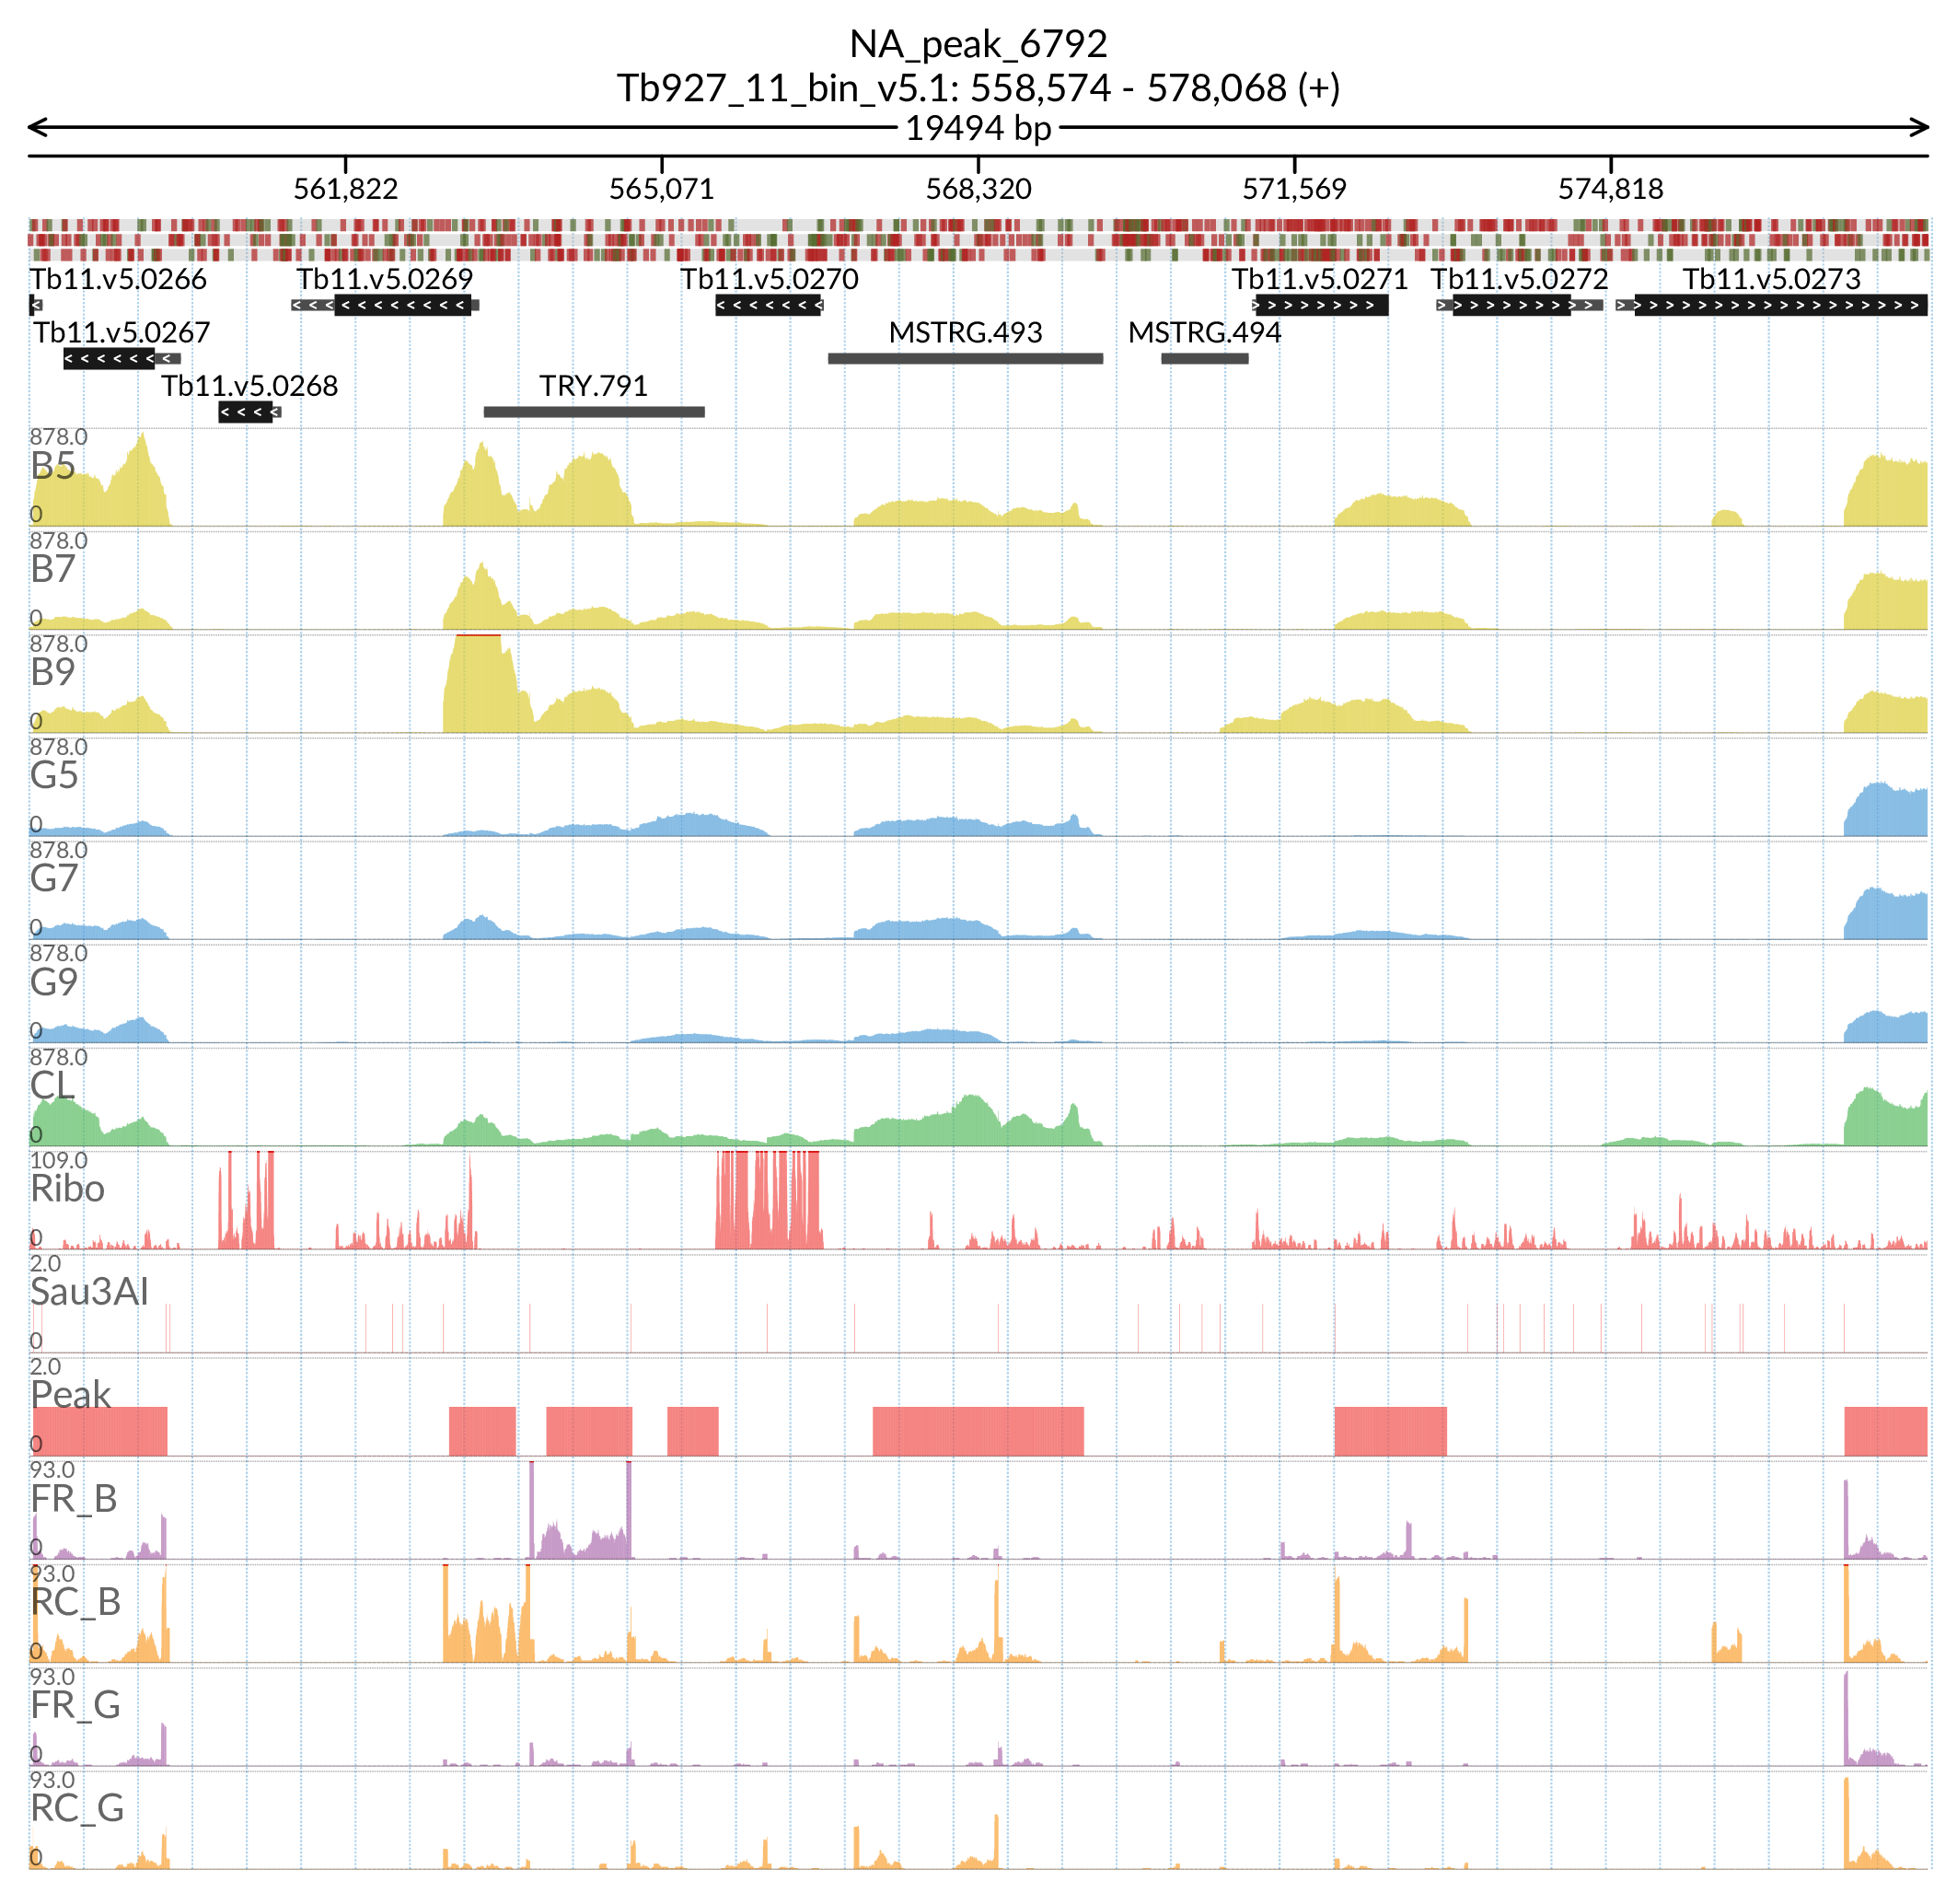 NA_peak_6792
Tb927_11_bin_v5.1: 558,574 - 578,068 (+)
19494 bp
561,822 565,071 568,320 571,569 574,818
Tb11.v5.0266 Tb11.v5.0269 Tb11.v5.0270 Tb11.v5.0271 Tb11.v5.0272 Tb11.v5.0273
Tb11.v5.0267 MSTRG.493 MSTRG.494
Tb11.v5.0268 TRY.791
878.0
B5
0
878.0
B7
0
878.0
B9
0
878.0
G5
0
878.0
G7
0
878.0
G9
0
878.0
CL
0
109.0
Ribo
0
2.0
Sau3AI
0
2.0
Peak
0
93.0
FR_B
0
93.0
RC_B
0
93.0
FR_G
0
93.0
RC_G
0